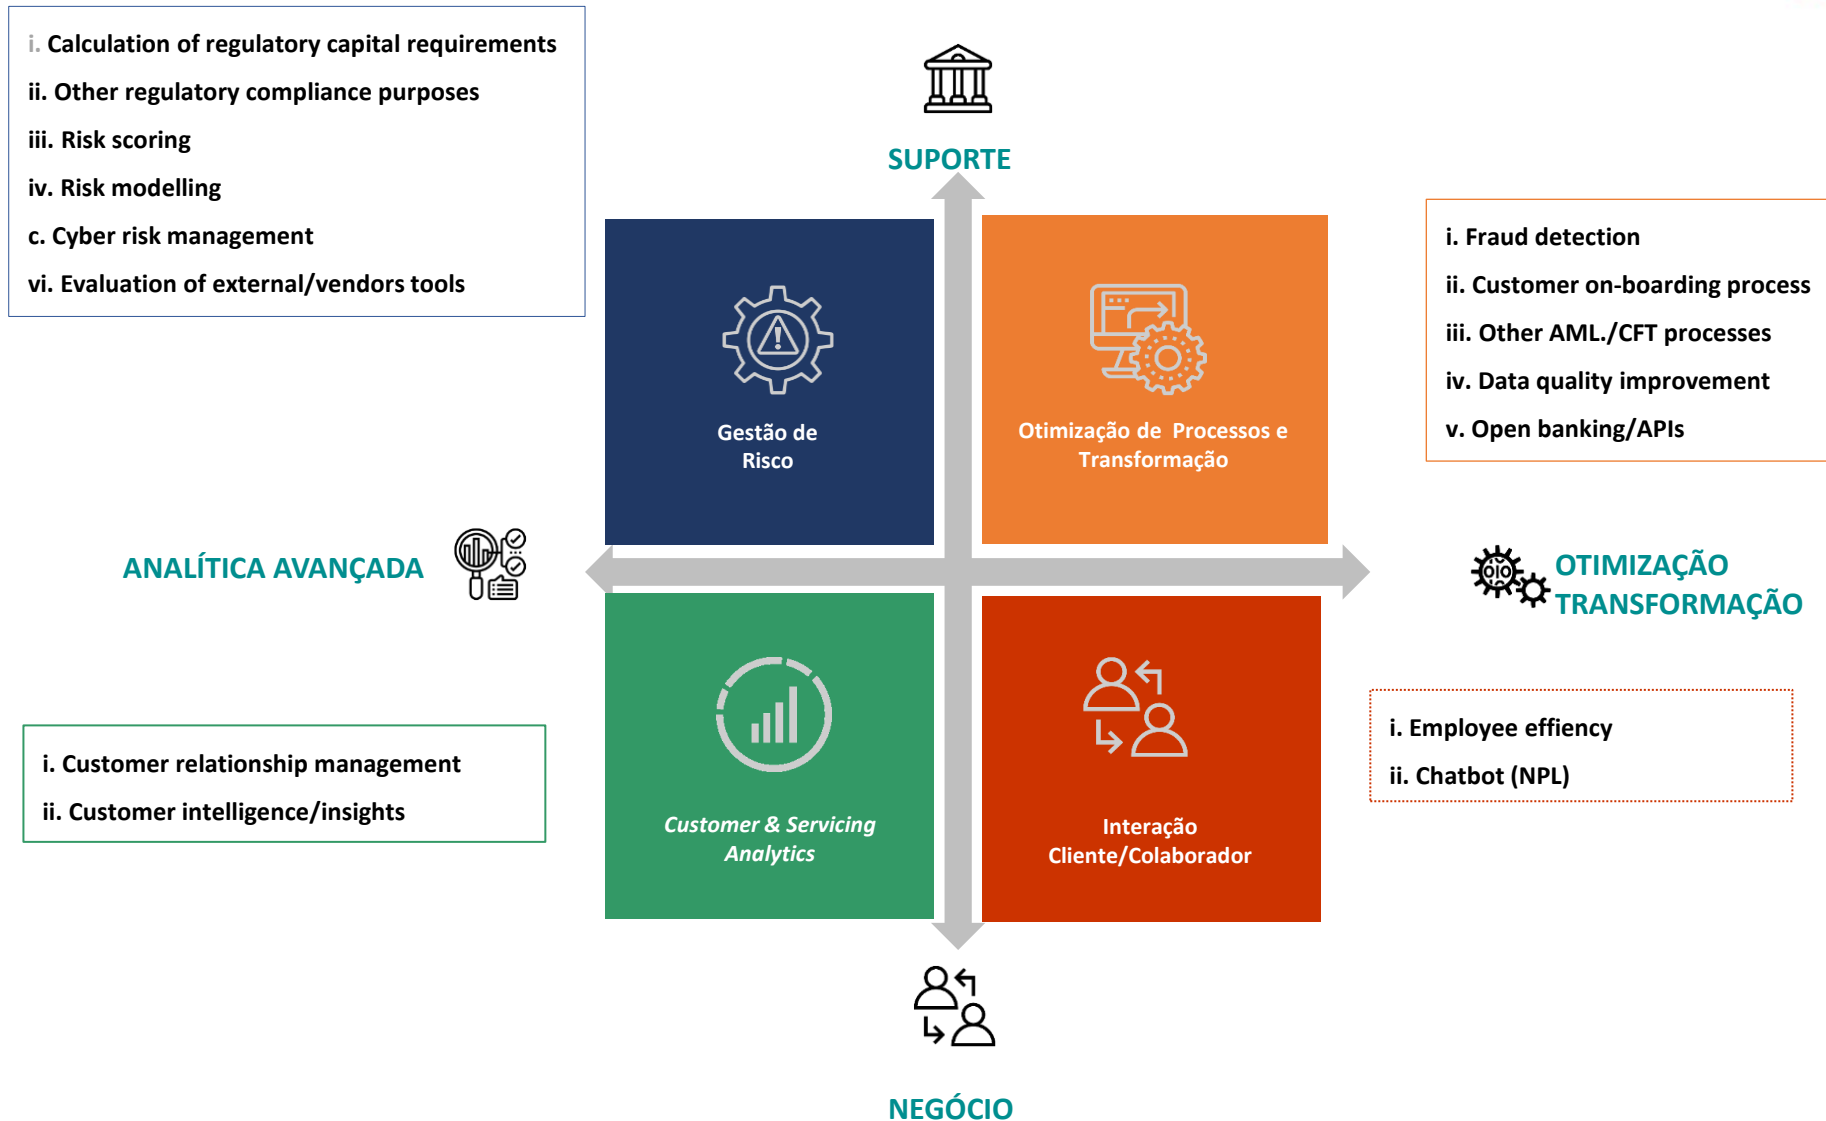 i. Calculation of regulatory capital requirements
ii. Other regulatory compliance purposes
iii. Risk scoring
iv. Risk modelling
c. Cyber risk management
vi. Evaluation of external/vendors tools
SUPORTE
i. Fraud detection
ii. Customer on-boarding process
iii. Other AML./CFT processes
iv. Data quality improvement
v. Open banking/APIs
Gestão de
Risco
Otimização de Processos e
Transformação
ANALÍTICA AVANÇADA
OTIMIZAÇÃO
TRANSFORMAÇÃO
i. Customer relationship management
ii. Customer intelligence/insights
Customer & Servicing
Analytics
Interação
Cliente/Colaborador
i. Employee effiency
ii. Chatbot (NPL)
NEGÓCIO